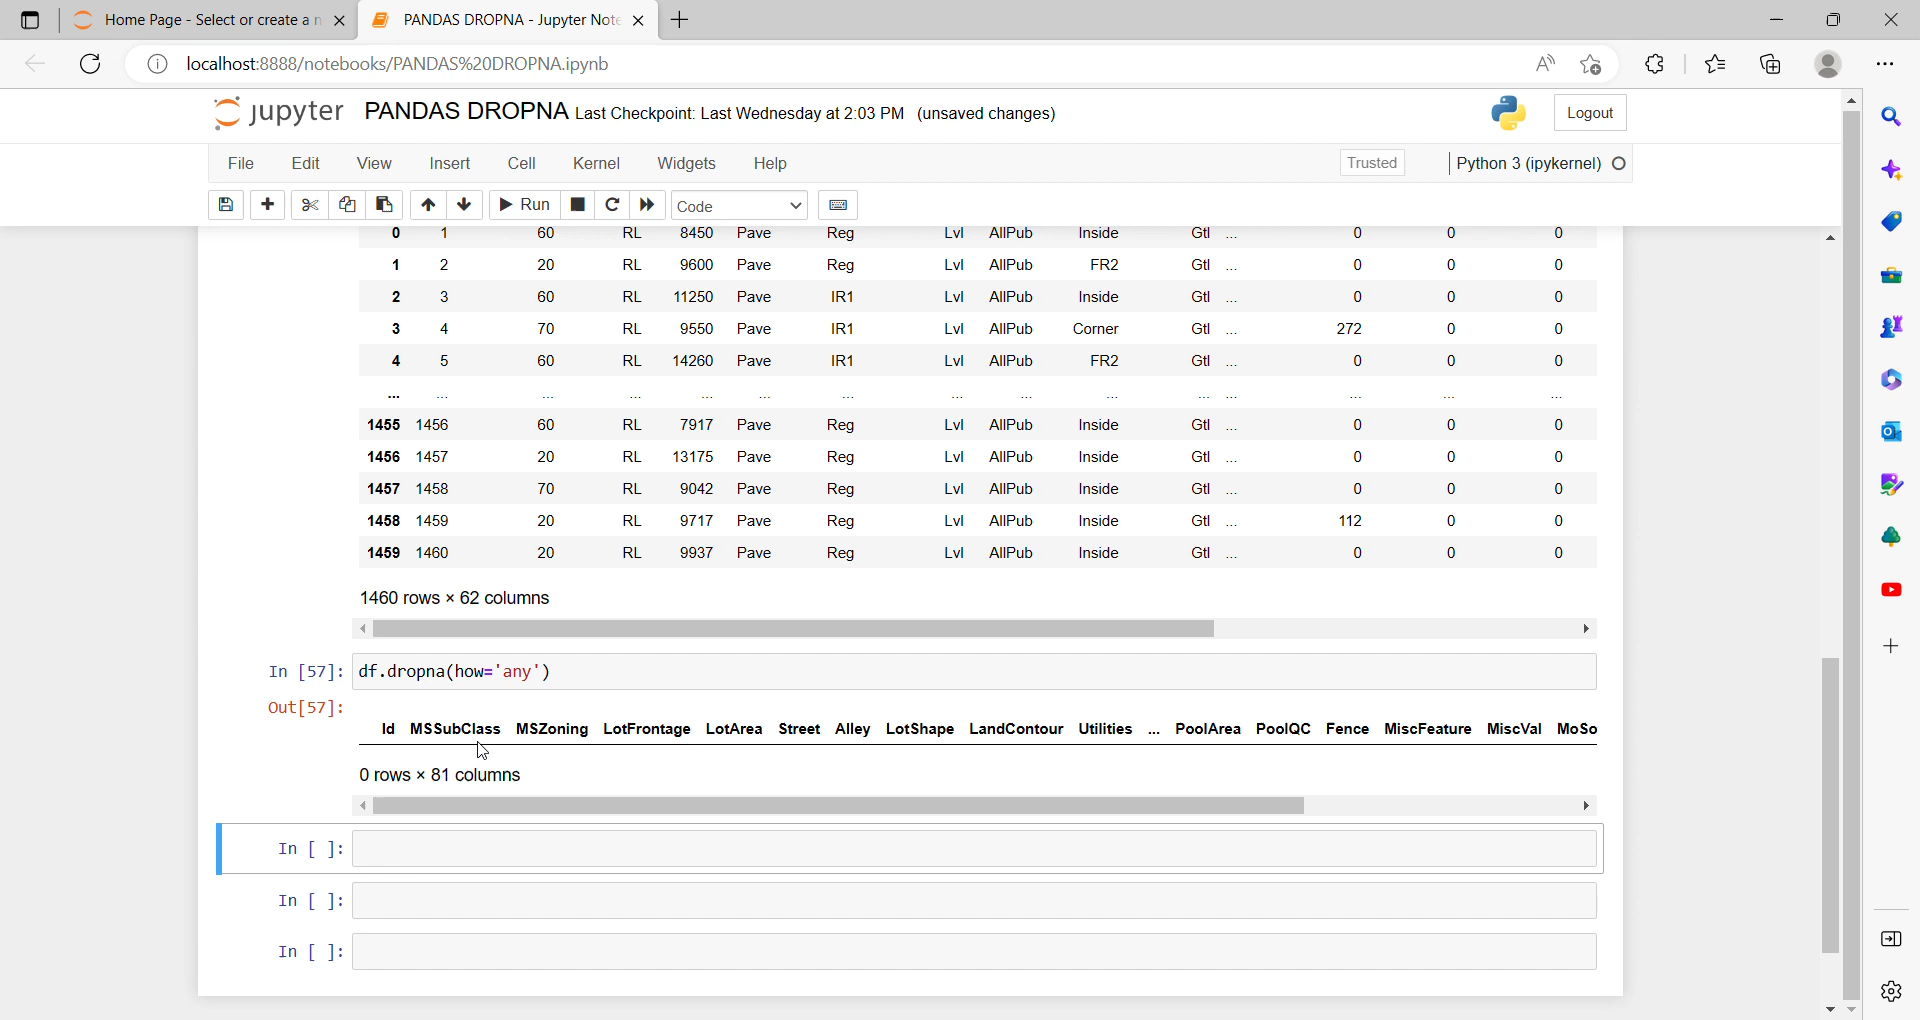 Home Page - Select or create a n
PANDAS DROPNA - Jupyter Note
localhost:8888/notebooks/PANDAS%20DROPNA.ipynb
jupyter PANDAS DROPNA Last Checkpoint: Last Wednesday at 2:03 PM (unsaved changes)
Logout
File Edit View Insert Cell Kernel Widgets Help
Trusted Python 3 (ipykernel)
Run Code
0 1 60 RL 8450 Pave Reg Lvl AllPub Inside Gtl ... 0 0 0
1 2 20 RL 9600 Pave Reg Lvl AllPub FR2 Gtl ... 0 0 0
2 3 60 RL 11250 Pave IR1 Lvl AllPub Inside Gtl ... 0 0 0
3 4 70 RL 9550 Pave IR1 Lvl AllPub Corner Gtl ... 272 0 0
4 5 60 RL 14260 Pave IR1 Lvl AllPub FR2 Gtl ... 0 0 0
... ... ... ... ... ... ... ... ... ... ... ... ... ... ...
1455 1456 60 RL 7917 Pave Reg Lvl AllPub Inside Gtl ... 0 0 0
1456 1457 20 RL 13175 Pave Reg Lvl AllPub Inside Gtl ... 0 0 0
1457 1458 70 RL 9042 Pave Reg Lvl AllPub Inside Gtl ... 0 0 0
1458 1459 20 RL 9717 Pave Reg Lvl AllPub Inside Gtl ... 112 0 0
1459 1460 20 RL 9937 Pave Reg Lvl AllPub Inside Gtl ... 0 0 0
1460 rows × 62 columns
In [57]: df.dropna(how='any')
Out[57]:
Id MSSubClass MSZoning LotFrontage LotArea Street Alley LotShape LandContour Utilities ... PoolArea PoolQC Fence MiscFeature MiscVal MoSo
0 rows × 81 columns
In [ ]:
In [ ]:
In [ ]: